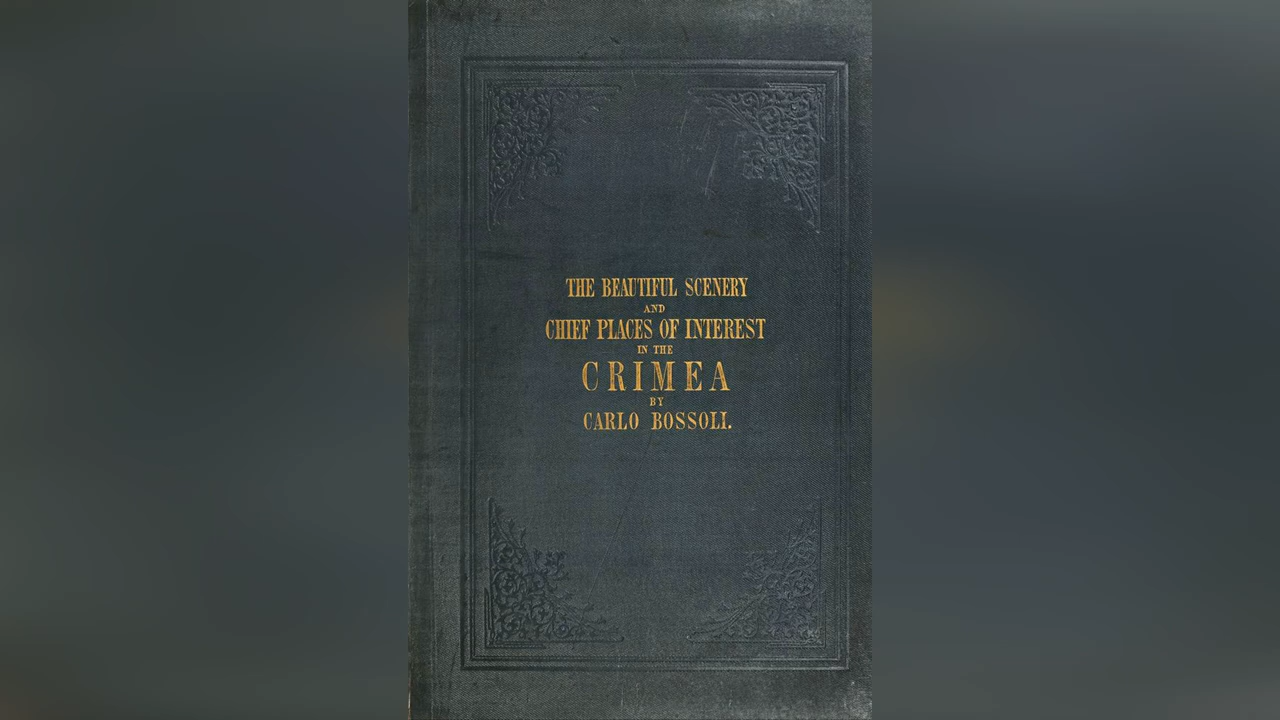 THE BEAUTIFUL SCENERY
AND
CHIEF PLACES OF INTEREST
IN THE
CRIMEA
BY
CARLO BOSSOLI.